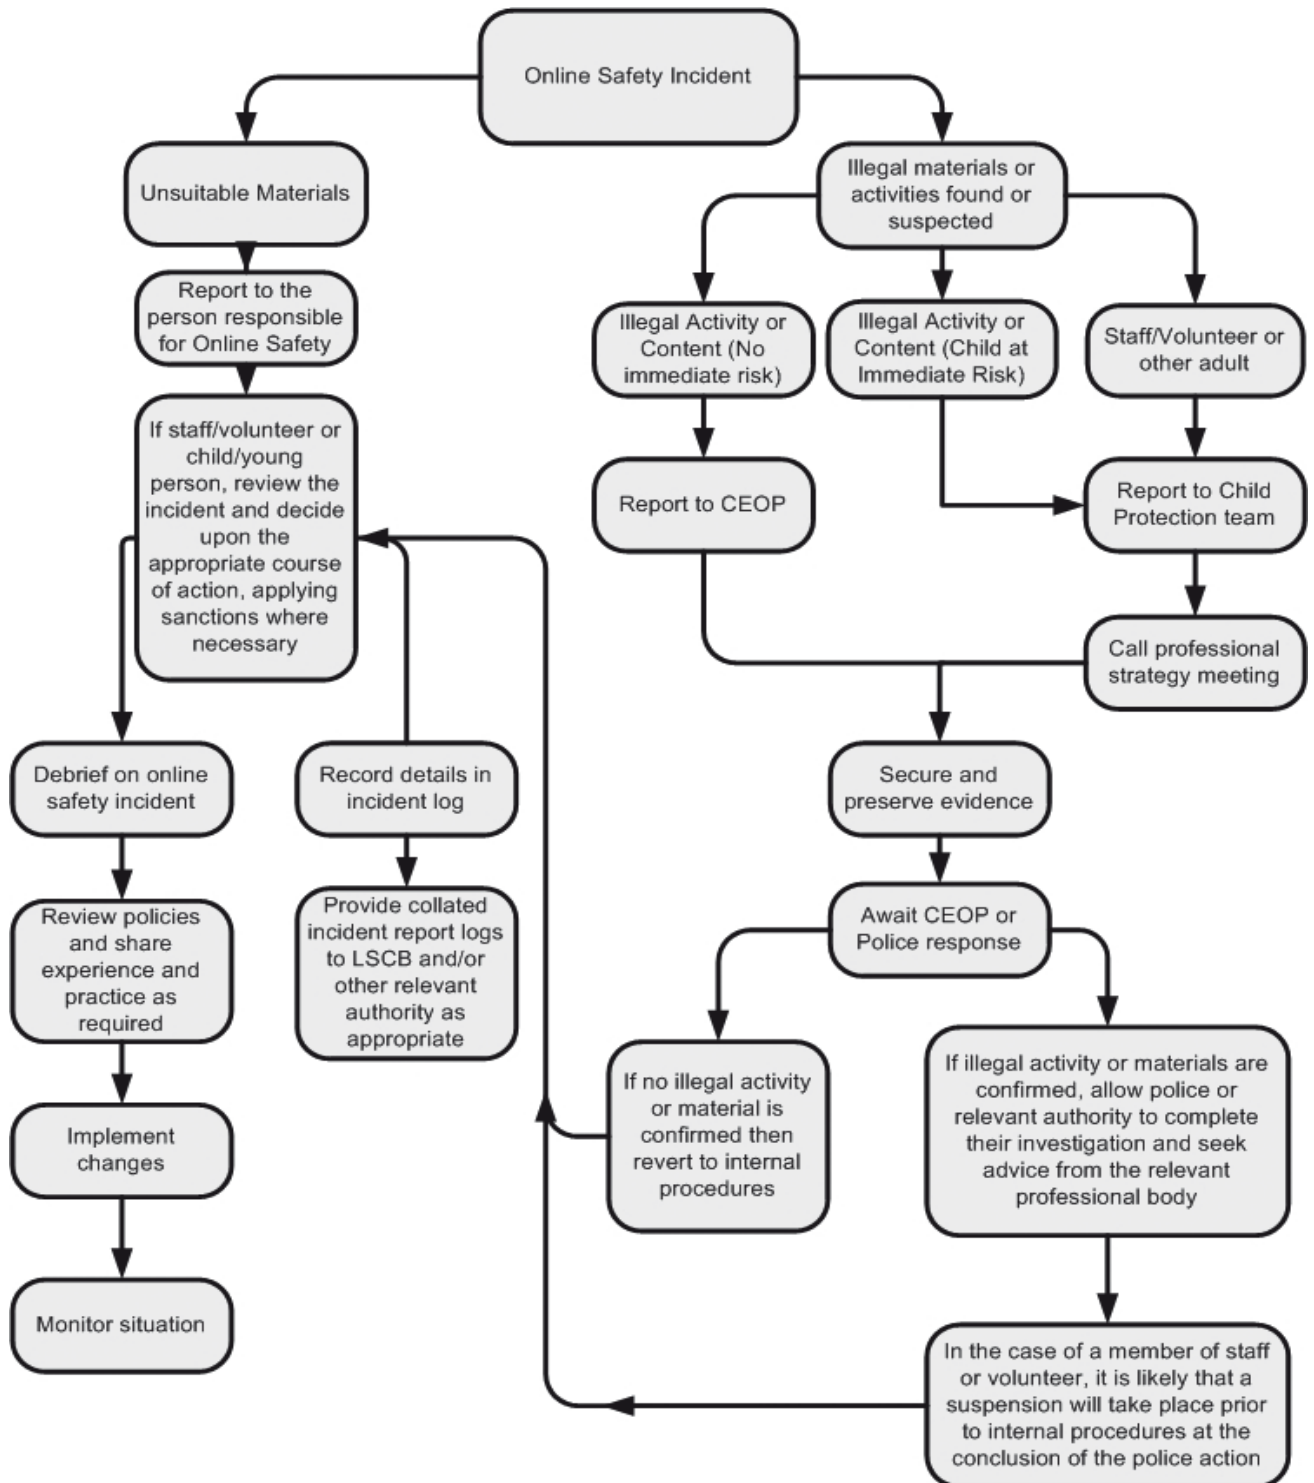 Online Safety Incident
Unsuitable Materials
Report to the
person responsible
for Online Safety
If staff/volunteer or
child/young
person, review the
incident and decide
upon the
appropriate course
of action, applying
sanctions where
necessary
Debrief on online
safety incident
Review policies
and share
experience and
practice as
required
Implement
changes
Monitor situation
Record details in
incident log
Provide collated
incident report logs
to LSCB and/or
other relevant
authority as
appropriate
Illegal materials or
activities found or
suspected
Illegal Activity or
Content (No
immediate risk)
Illegal Activity or
Content (Child at
Immediate Risk)
Staff/Volunteer or
other adult
Report to CEOP
Report to Child
Protection team
Call professional
strategy meeting
Secure and
preserve evidence
Await CEOP or
Police response
If no illegal activity
or material is
confirmed then
revert to internal
procedures
If illegal activity or materials are
confirmed, allow police or
relevant authority to complete
their investigation and seek
advice from the relevant
professional body
In the case of a member of staff
or volunteer, it is likely that a
suspension will take place prior
to internal procedures at the
conclusion of the police action